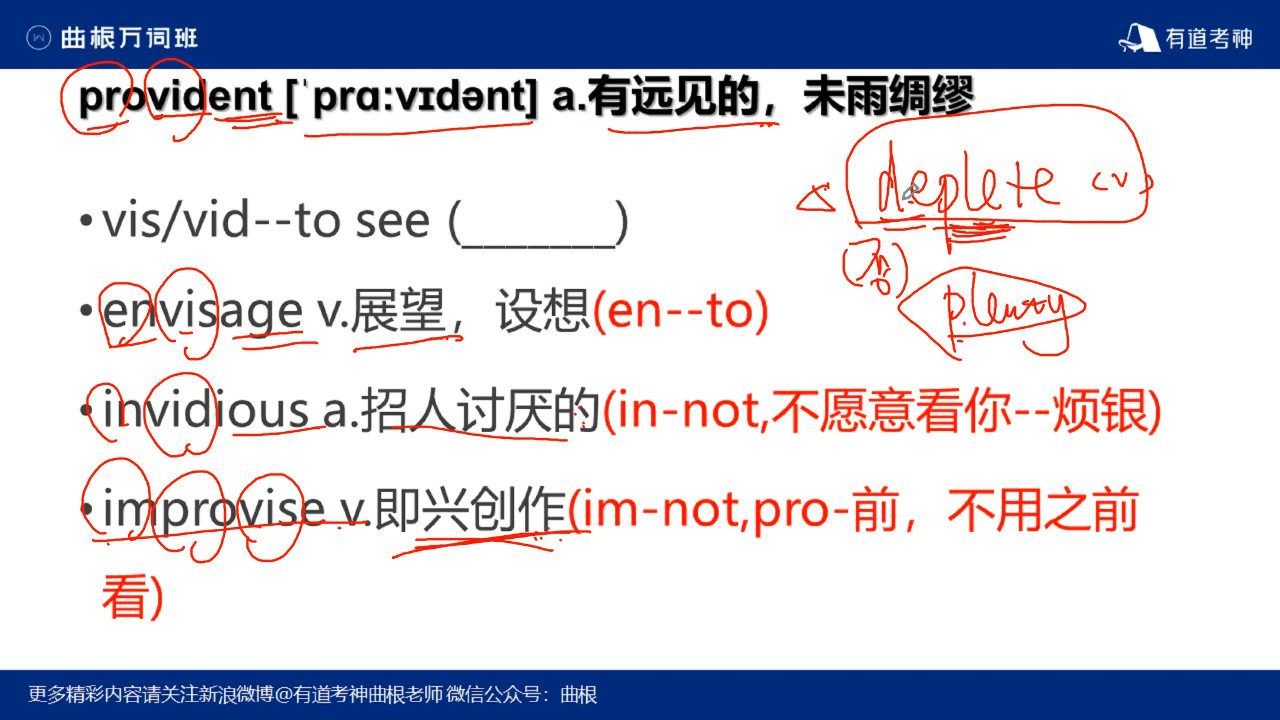 曲根万词班
有道考神
provident [ˈprɑ:vɪdənt] a.有远见的，未雨绸缪
deplete (v)
(否)
plenty
• vis/vid--to see (_______)
• envisage v.展望，设想(en--to)
• invidious a.招人讨厌的(in-not,不愿意看你--烦银)
• improvise v.即兴创作(im-not,pro-前，不用之前
看)
更多精彩内容请关注新浪微博@有道考神曲根老师 微信公众号：曲根